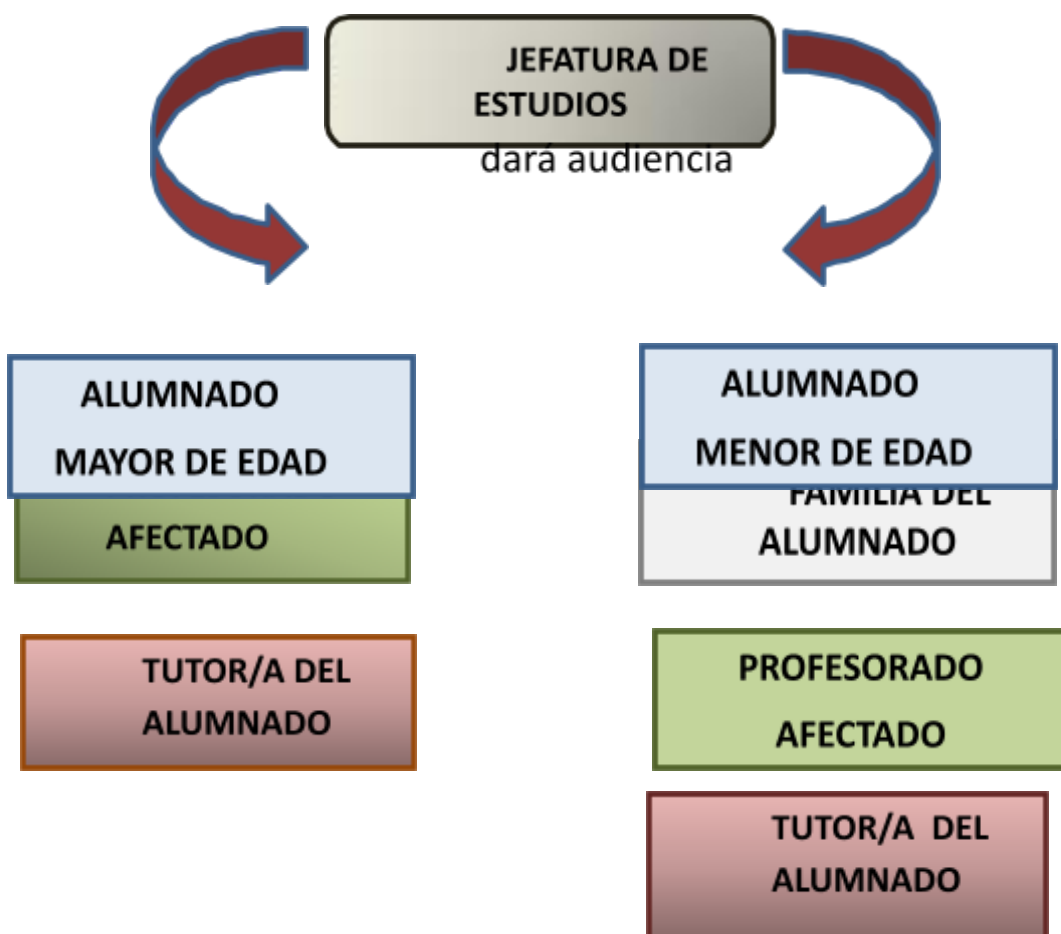 JEFATURA DE
ESTUDIOS
dará audiencia
ALUMNADO
MAYOR DE EDAD
AFECTADO
TUTOR/A DEL
ALUMNADO
ALUMNADO
MENOR DE EDAD
FAMILIA DEL
ALUMNADO
PROFESORADO
AFECTADO
TUTOR/A DEL
ALUMNADO